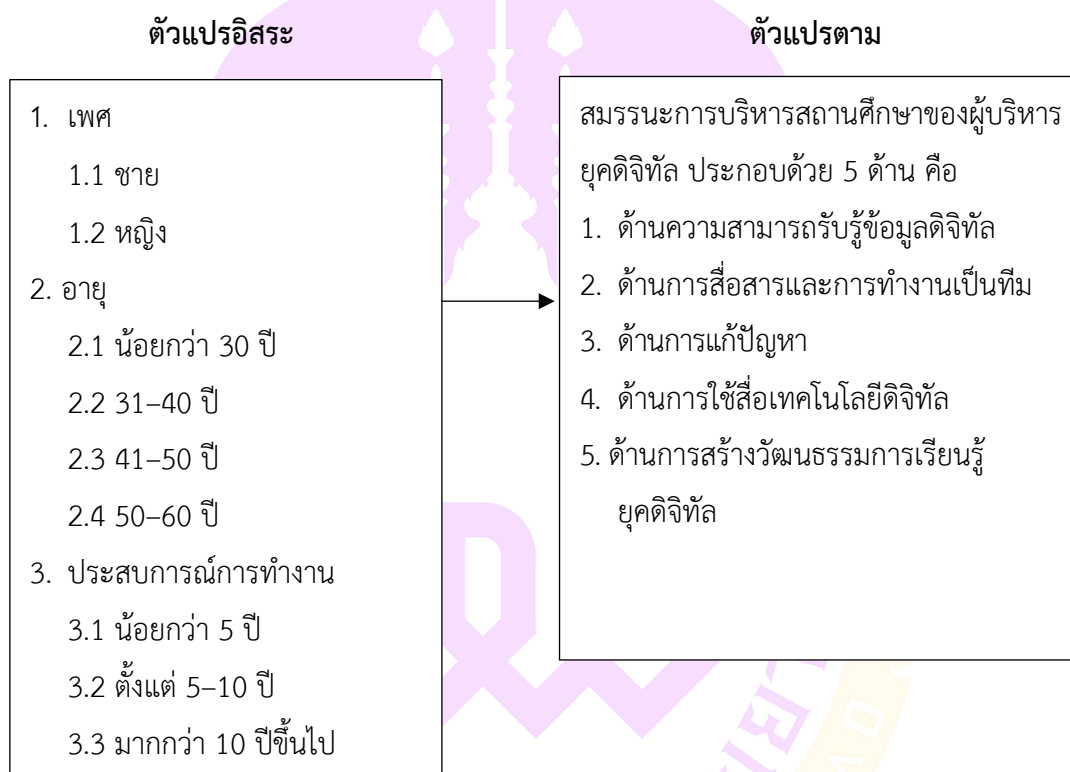 ตัวแปรอิสระ
1. เพศ
1.1 ชาย
1.2 หญิง
2. อายุ
2.1 น้อยกว่า 30 ปี
2.2 31–40 ปี
2.3 41–50 ปี
2.4 50–60 ปี
3. ประสบการณ์การทำงาน
3.1 น้อยกว่า 5 ปี
3.2 ตั้งแต่ 5–10 ปี
3.3 มากกว่า 10 ปีขึ้นไป
ตัวแปรตาม
สมรรนะการบริหารสถานศึกษาของผู้บริหาร
ยุคดิจิทัล ประกอบด้วย 5 ด้าน คือ
1. ด้านความสามารถรับรู้ข้อมูลดิจิทัล
2. ด้านการสื่อสารและการทำงานเป็นทีม
3. ด้านการแก้ปัญหา
4. ด้านการใช้สื่อเทคโนโลยีดิจิทัล
5. ด้านการสร้างวัฒนธรรมการเรียนรู้
ยุคดิจิทัล